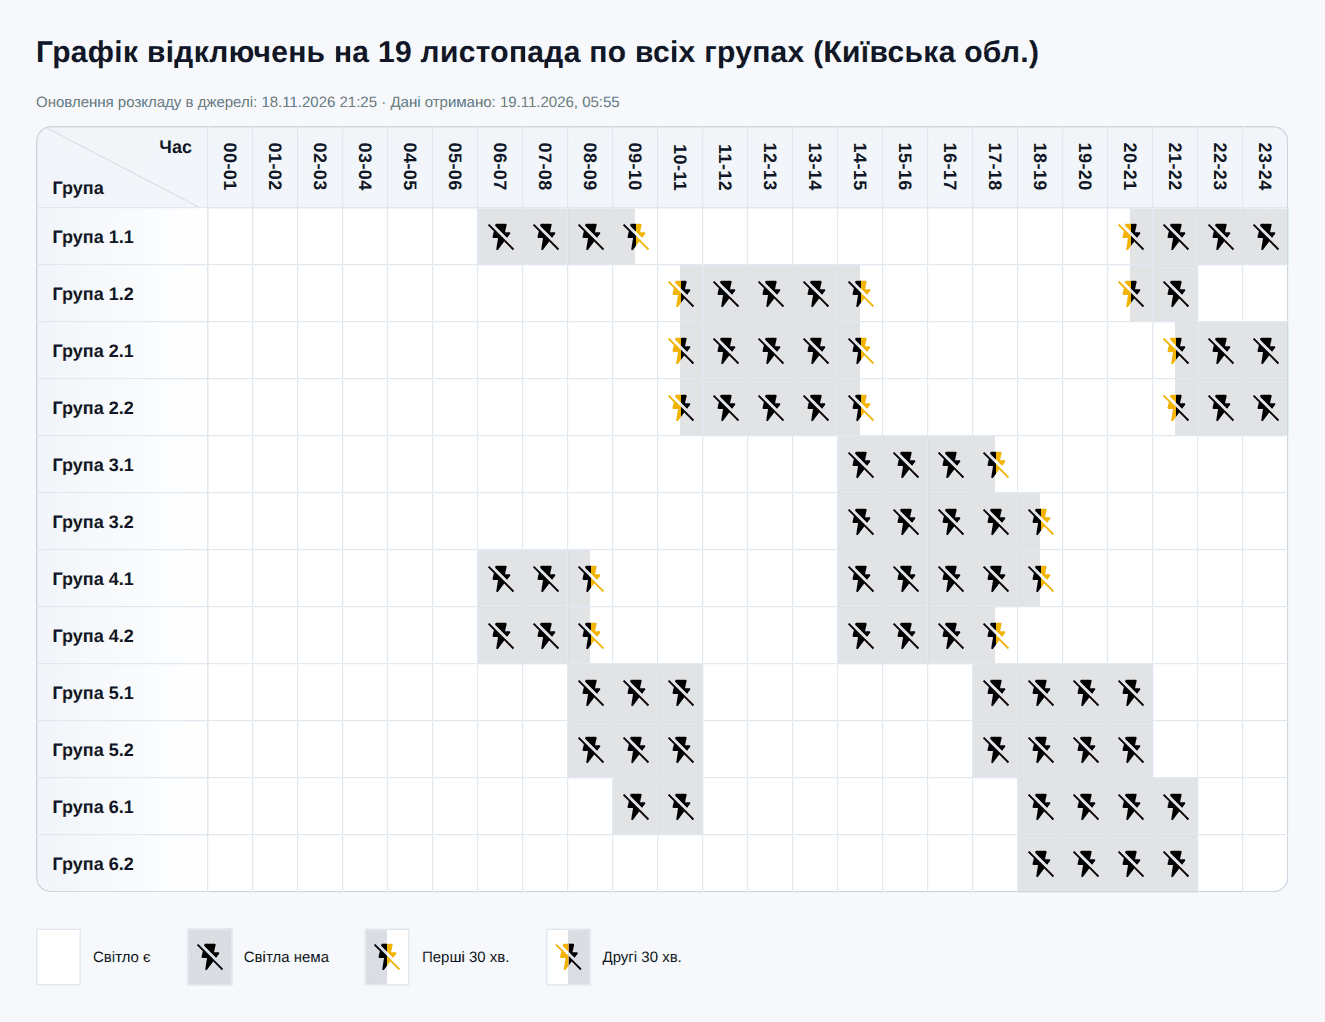 Графік відключень на 19 листопада по всіх групах (Київська обл.)
Оновлення розкладу в джерелі: 18.11.2026 21:25 · Дані отримано: 19.11.2026, 05:55
Час
Група
00-01 01-02 02-03 03-04 04-05 05-06 06-07 07-08 08-09 09-10 10-11 11-12 12-13 13-14 14-15 15-16 16-17 17-18 18-19 19-20 20-21 21-22 22-23 23-24
Група 1.1
Група 1.2
Група 2.1
Група 2.2
Група 3.1
Група 3.2
Група 4.1
Група 4.2
Група 5.1
Група 5.2
Група 6.1
Група 6.2
Світло є Світла нема Перші 30 хв. Другі 30 хв.